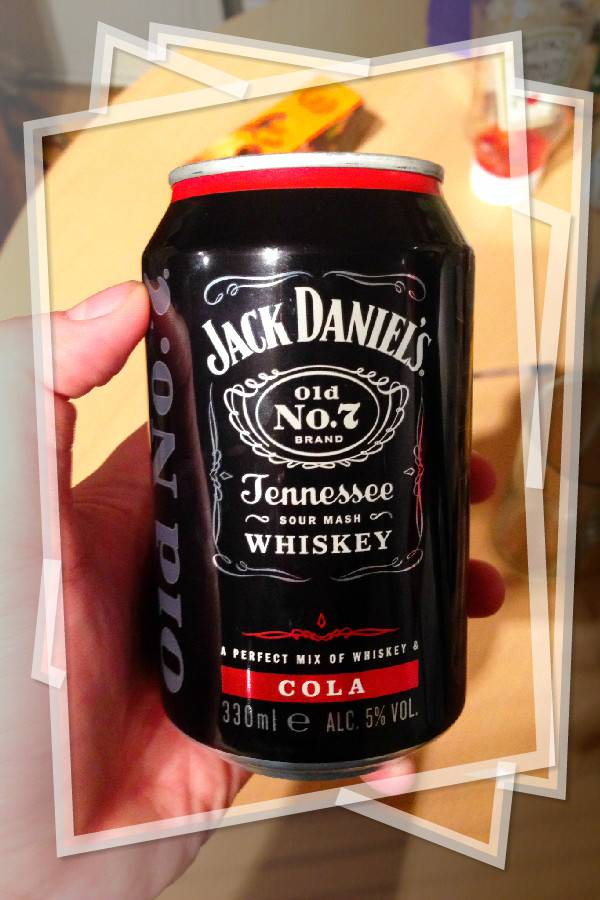 JACK DANIEL'S
Old
No.7
BRAND
Tennessee
SOUR MASH
WHISKEY
A PERFECT MIX OF WHISKEY &
COLA
330ml e ALC. 5% VOL.
Old No.